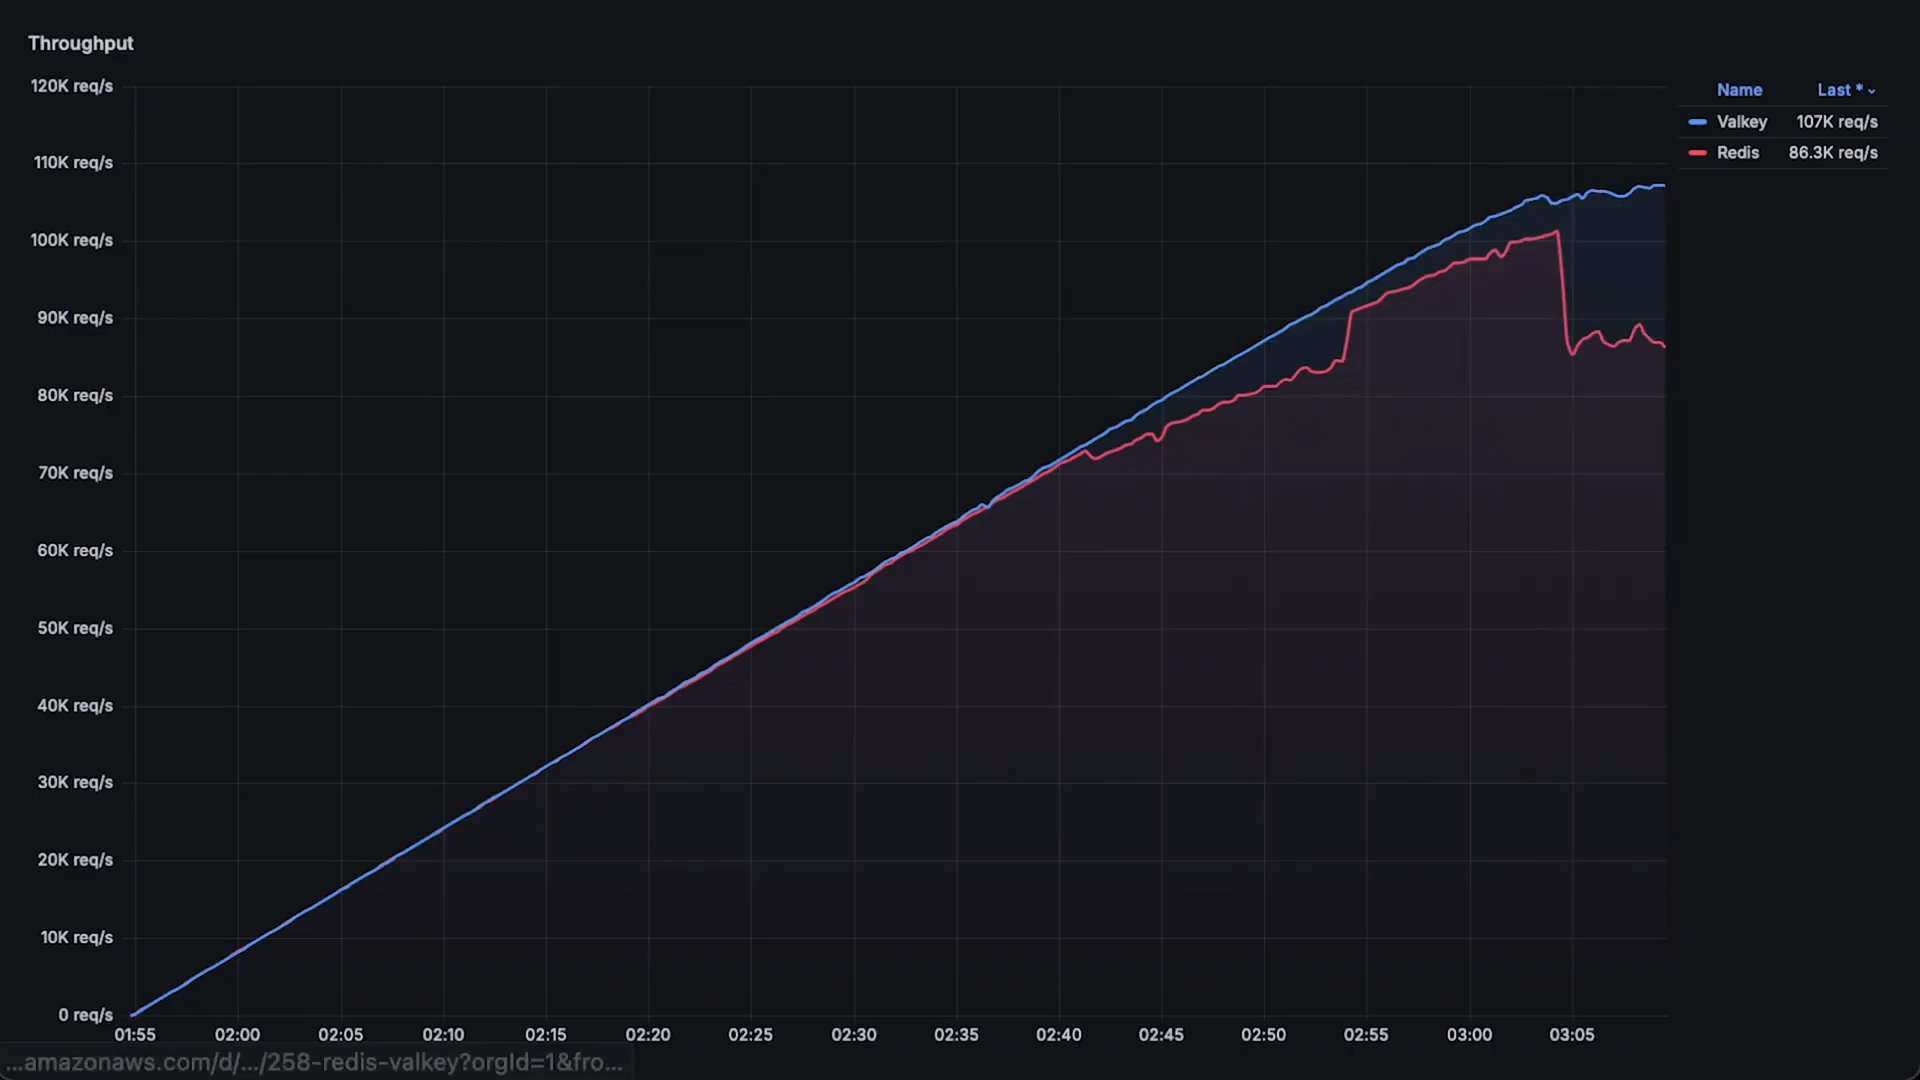 Throughput
120K req/s
110K req/s
100K req/s
90K req/s
80K req/s
70K req/s
60K req/s
50K req/s
40K req/s
30K req/s
20K req/s
10K req/s
0 req/s
01:55 02:00 02:05 02:10 02:15 02:20 02:25 02:30 02:35 02:40 02:45 02:50 02:55 03:00 03:05
Name Last *
Valkey 107K req/s
Redis 86.3K req/s
...amazonaws.com/d/.../258-redis-valkey?orgId=1&fro...